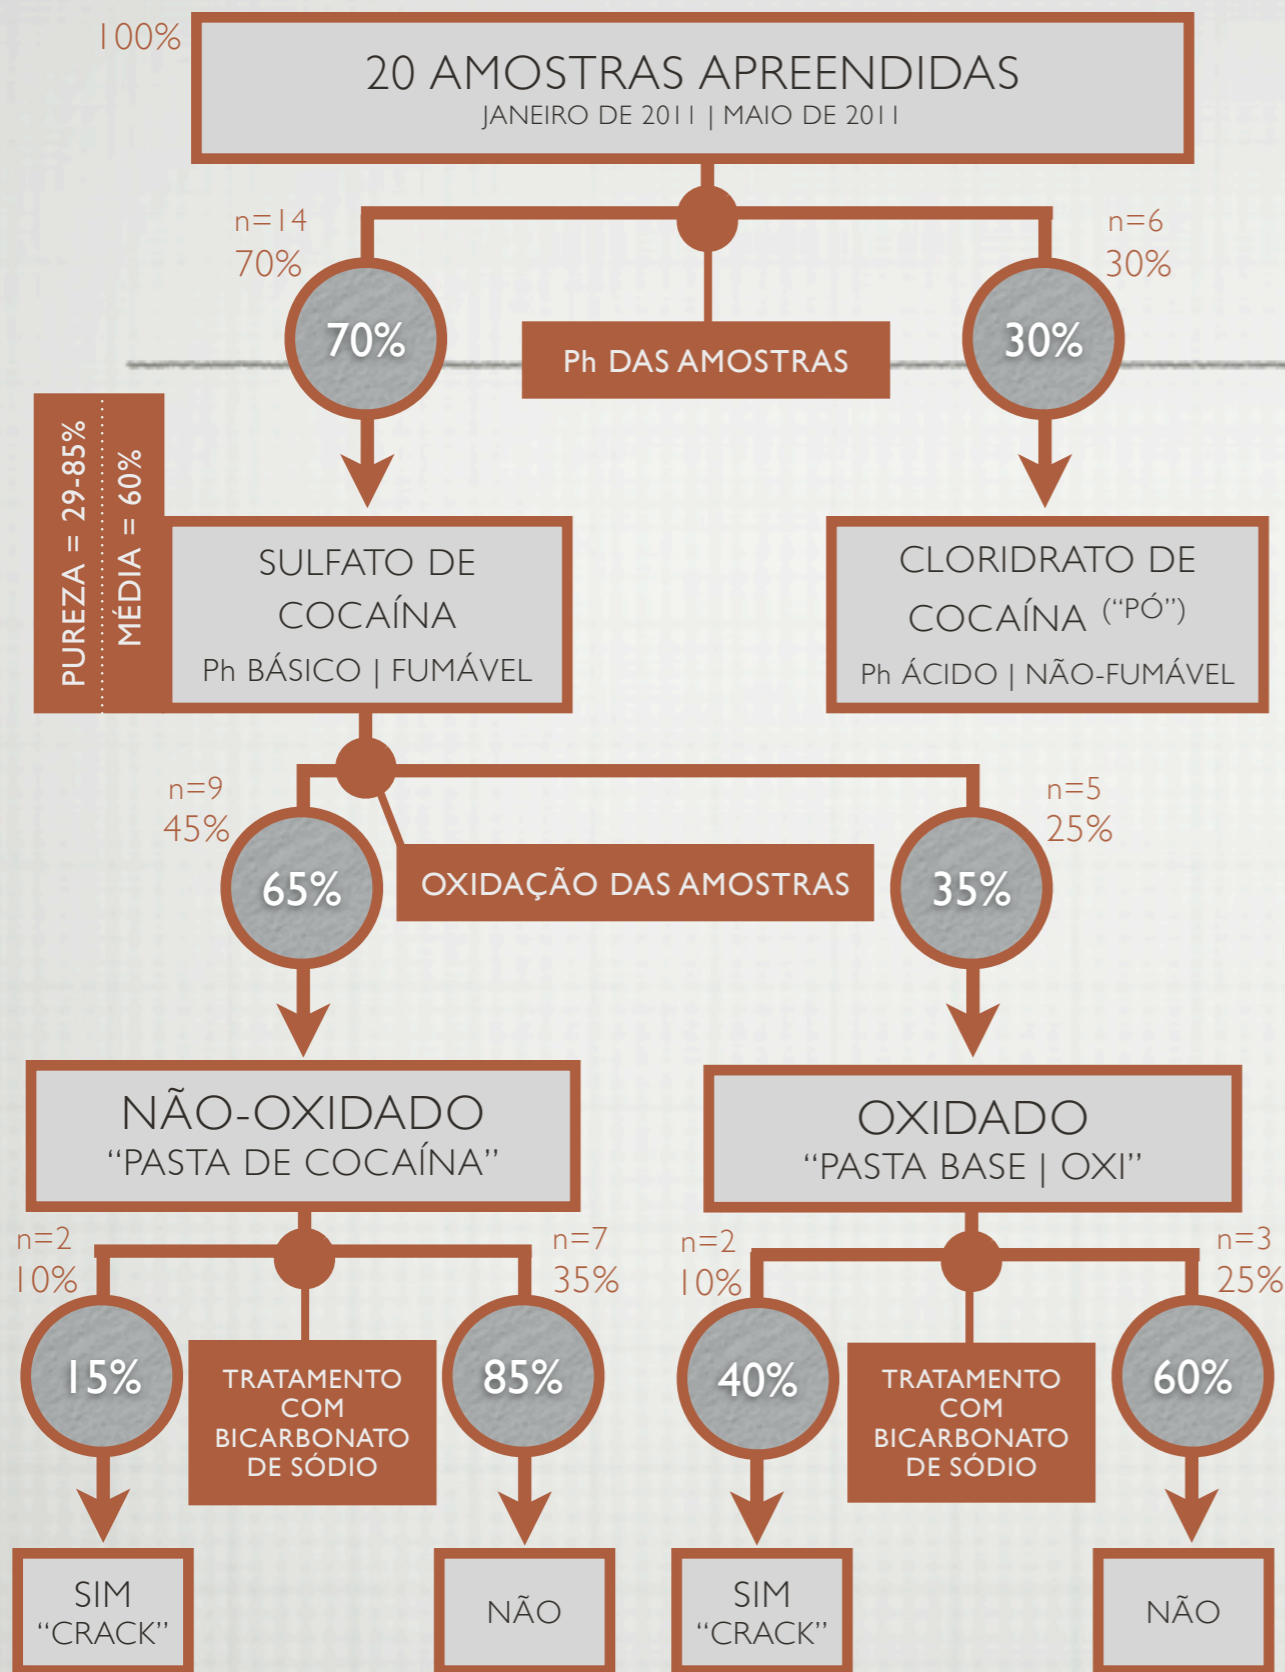 100%
20 AMOSTRAS APREENDIDAS
JANEIRO DE 2011 | MAIO DE 2011
n=14
70%
n=6
30%
70%
Ph DAS AMOSTRAS
30%
PUREZA = 29-85%
MÉDIA = 60%
SULFATO DE
COCAÍNA
Ph BÁSICO | FUMÁVEL
CLORIDRATO DE
COCAÍNA (“PÓ”)
Ph ÁCIDO | NÃO-FUMÁVEL
n=9
45%
n=5
25%
65%
OXIDAÇÃO DAS AMOSTRAS
35%
NÃO-OXIDADO
“PASTA DE COCAÍNA”
OXIDADO
“PASTA BASE | OXI”
n=2
10%
n=7
35%
n=2
10%
n=3
25%
15%
TRATAMENTO
COM
BICARBONATO
DE SÓDIO
85%
40%
TRATAMENTO
COM
BICARBONATO
DE SÓDIO
60%
SIM
“CRACK”
NÃO
SIM
“CRACK”
NÃO